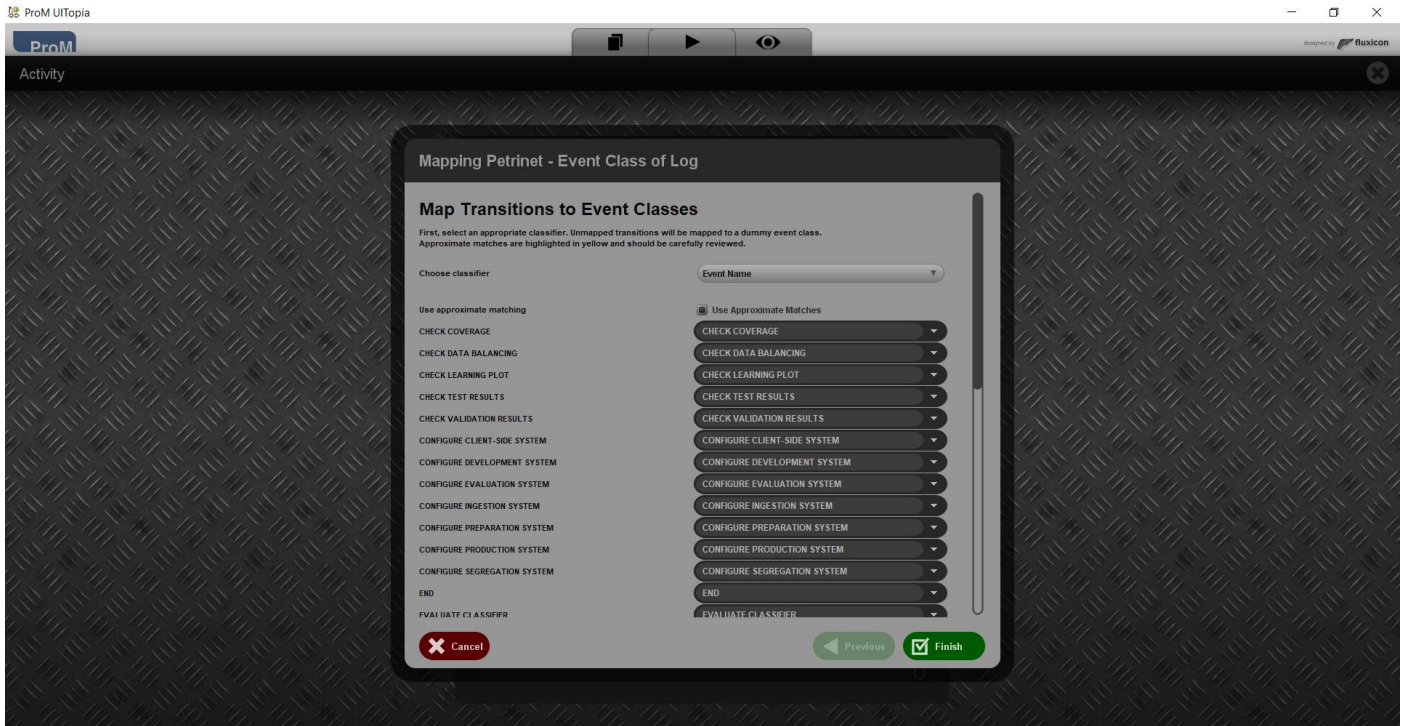 ProM UITopia
ProM
designed by fluxicon
Activity
Mapping Petrinet - Event Class of Log
Map Transitions to Event Classes
First, select an appropriate classifier. Unmapped transitions will be mapped to a dummy event class.
Approximate matches are highlighted in yellow and should be carefully reviewed.
Choose classifier Event Name
Use approximate matching Use Approximate Matches
CHECK COVERAGE CHECK COVERAGE
CHECK DATA BALANCING CHECK DATA BALANCING
CHECK LEARNING PLOT CHECK LEARNING PLOT
CHECK TEST RESULTS CHECK TEST RESULTS
CHECK VALIDATION RESULTS CHECK VALIDATION RESULTS
CONFIGURE CLIENT-SIDE SYSTEM CONFIGURE CLIENT-SIDE SYSTEM
CONFIGURE DEVELOPMENT SYSTEM CONFIGURE DEVELOPMENT SYSTEM
CONFIGURE EVALUATION SYSTEM CONFIGURE EVALUATION SYSTEM
CONFIGURE INGESTION SYSTEM CONFIGURE INGESTION SYSTEM
CONFIGURE PREPARATION SYSTEM CONFIGURE PREPARATION SYSTEM
CONFIGURE PRODUCTION SYSTEM CONFIGURE PRODUCTION SYSTEM
CONFIGURE SEGREGATION SYSTEM CONFIGURE SEGREGATION SYSTEM
END END
EVALUATE CLASSIFIER EVALUATE CLASSIFIER
Cancel Previous Finish